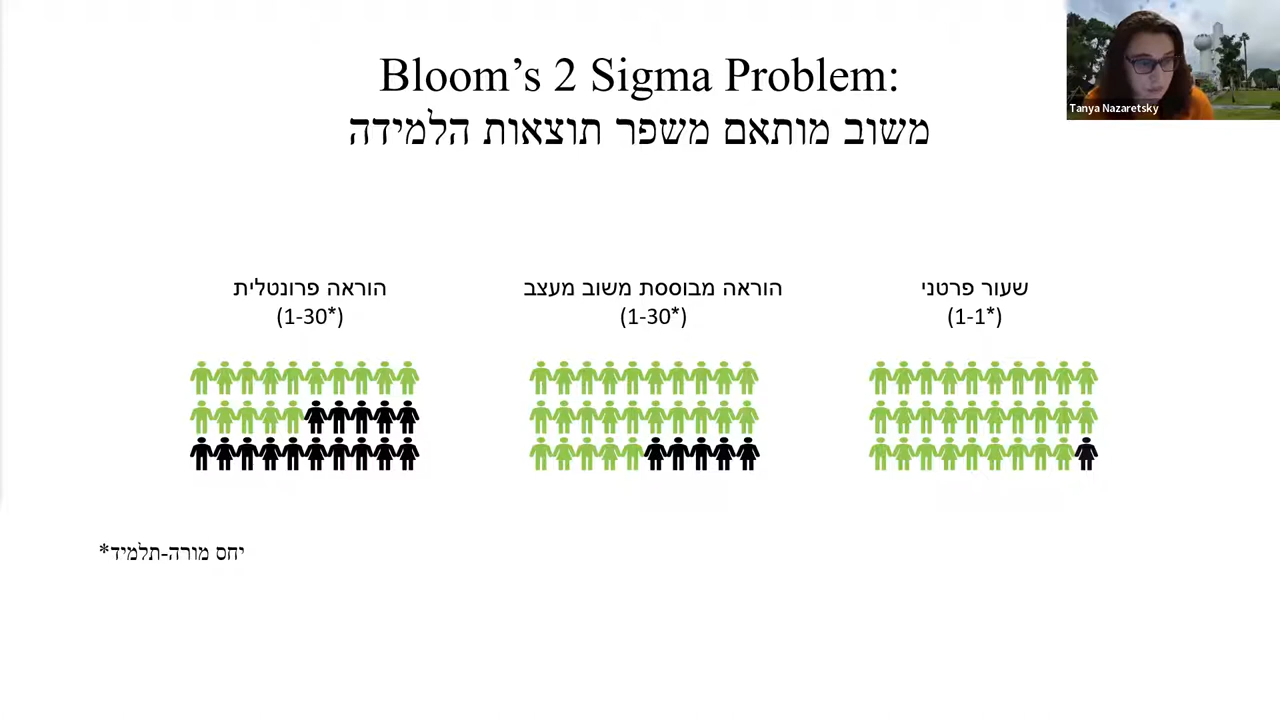 Bloom's 2 Sigma Problem:
משוב מותאם משפר תוצאות הלמידה
Tanya Nazaretsky
שעור פרטני
(1-1*)
הוראה מבוססת משוב מעצב
(1-30*)
הוראה פרונטלית
(1-30*)
*יחס מורה-תלמיד